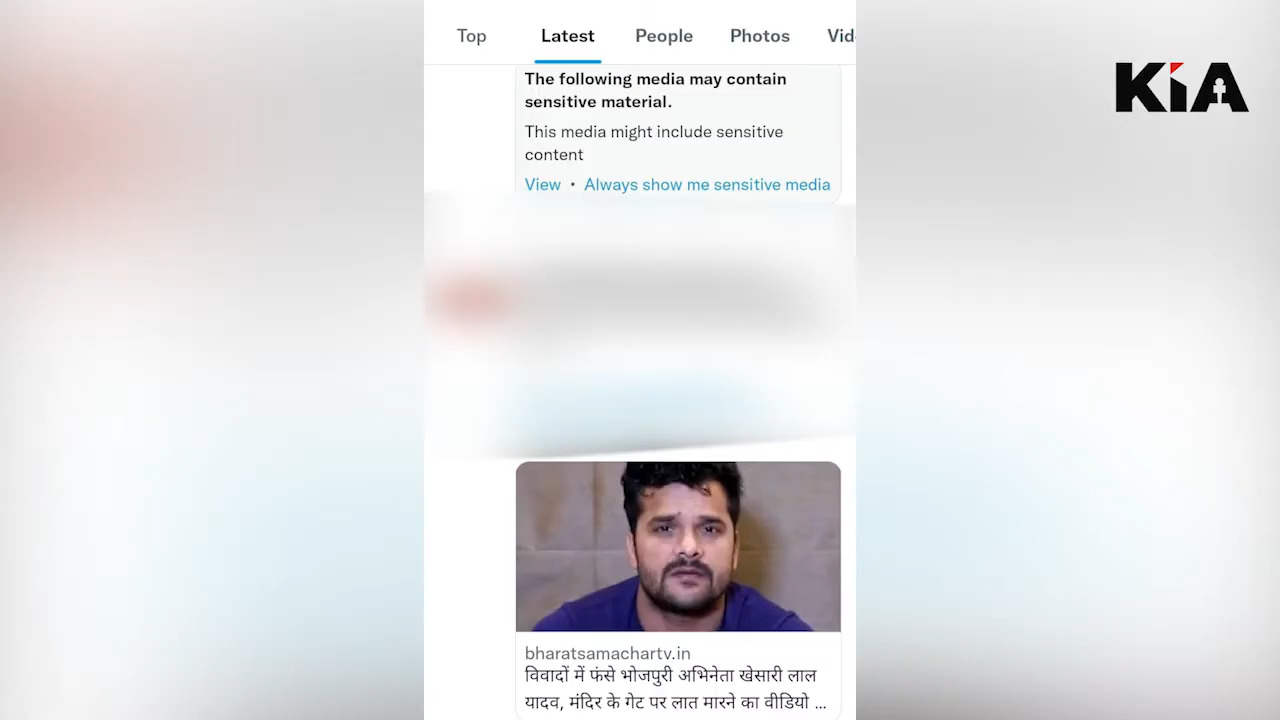 Top Latest People Photos Vid
KiA
The following media may contain
sensitive material.
This media might include sensitive
content
View • Always show me sensitive media
bharatsamachartv.in
विवादों में फंसे भोजपुरी अभिनेता खेसारी लाल
यादव, मंदिर के गेट पर लात मारने का वीडियो ...